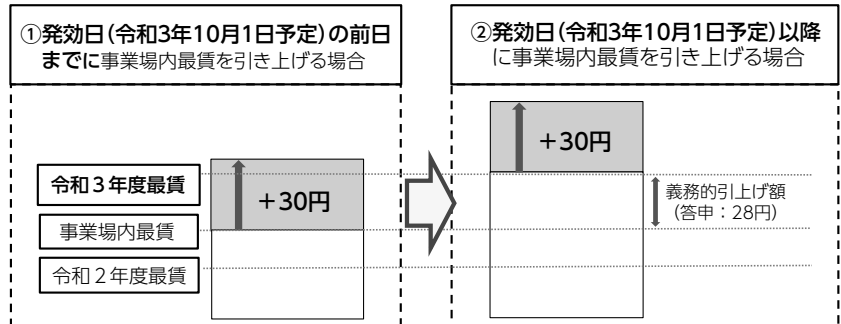 ①発効日(令和3年10月1日予定)の前日
までに事業場内最賃を引き上げる場合
②発効日(令和3年10月1日予定)以降
に事業場内最賃を引き上げる場合
+30円
令和3年度最賃
+30円
義務的引上げ額
(答申:28円)
事業場内最賃
令和2年度最賃